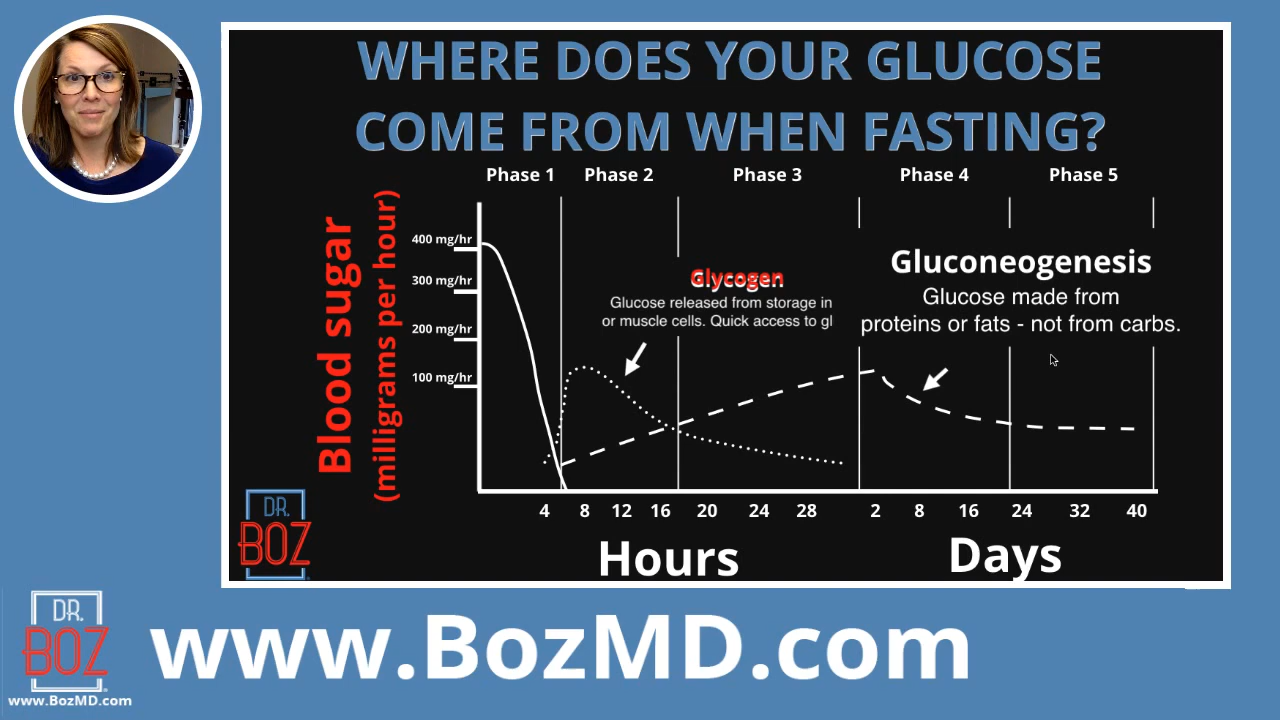 WHERE DOES YOUR GLUCOSE
COME FROM WHEN FASTING?
Phase 1 Phase 2 Phase 3 Phase 4 Phase 5
Blood sugar
(milligrams per hour)
400 mg/hr
300 mg/hr
200 mg/hr
100 mg/hr
Glycogen
Glucose released from storage in
or muscle cells. Quick access to gl
Gluconeogenesis
Glucose made from
proteins or fats - not from carbs.
4 8 12 16 20 24 28 2 8 16 24 32 40
Hours Days
DR.
BOZ
DR.
BOZ
www.BozMD.com
www.BozMD.com